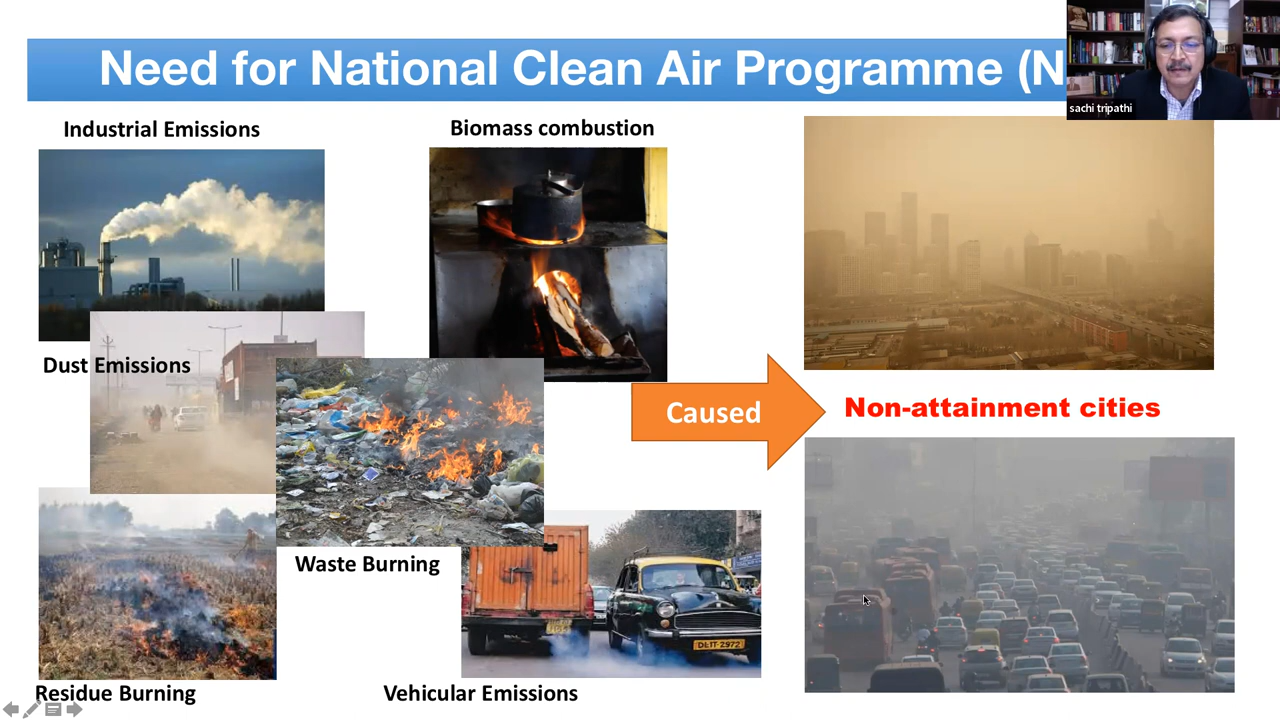 Need for National Clean Air Programme (N
sachi tripathi
Industrial Emissions
Biomass combustion
Dust Emissions
Caused
Non-attainment cities
Waste Burning
DL1T-2972
Residue Burning
Vehicular Emissions